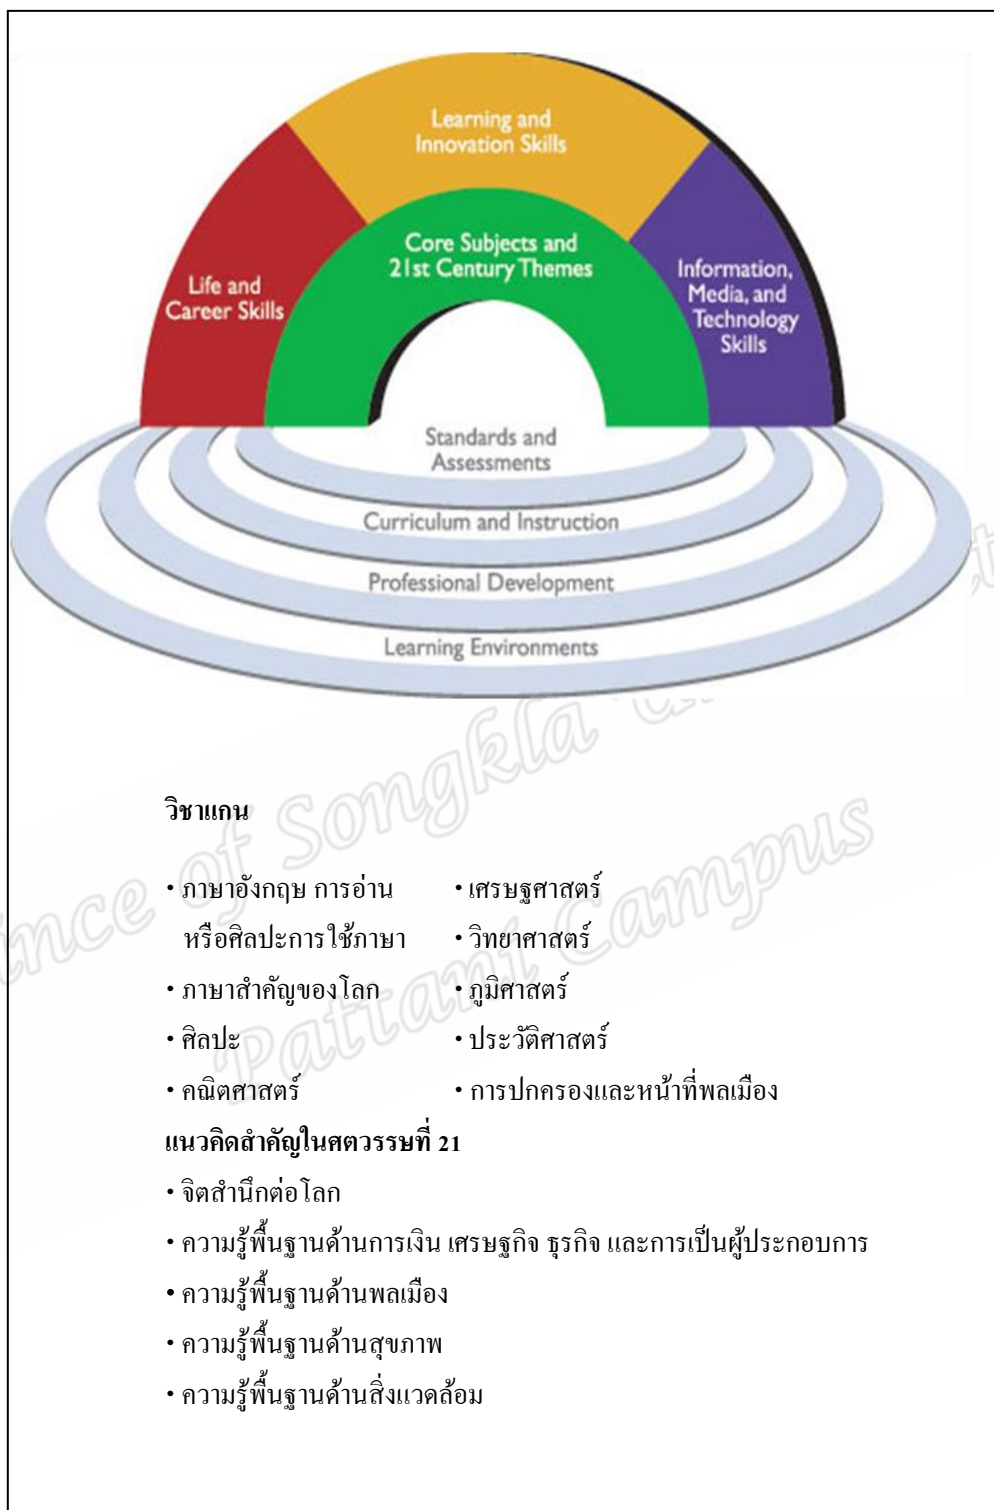 Learning and
Innovation Skills
Core Subjects and
21st Century Themes
Life and
Career Skills
Information,
Media, and
Technology
Skills
Standards and
Assessments
Curriculum and Instruction
Professional Development
Learning Environments
วิชาแกน
• ภาษาอังกฤษ การอ่าน
หรือศิลปะการใช้ภาษา
• ภาษาสำคัญของโลก
• ศิลปะ
• คณิตศาสตร์
• เศรษฐศาสตร์
• วิทยาศาสตร์
• ภูมิศาสตร์
• ประวัติศาสตร์
• การปกครองและหน้าที่พลเมือง
แนวคิดสำคัญในศตวรรษที่ 21
• จิตสำนึกต่อโลก
• ความรู้พื้นฐานด้านการเงิน เศรษฐกิจ ธุรกิจ และการเป็นผู้ประกอบการ
• ความรู้พื้นฐานด้านพลเมือง
• ความรู้พื้นฐานด้านสุขภาพ
• ความรู้พื้นฐานด้านสิ่งแวดล้อม
of Songkla
Pattani Campus